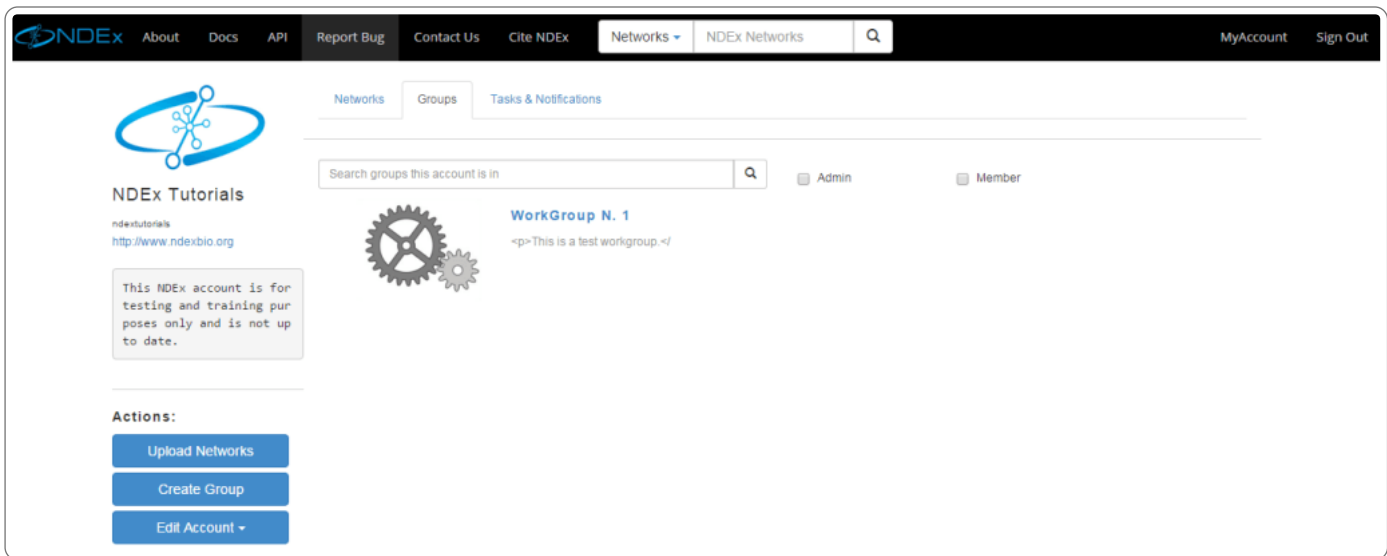 NDEx About Docs API Report Bug Contact Us Cite NDEx Networks NDEx Networks MyAccount Sign Out
Networks Groups Tasks & Notifications
Search groups this account is in
Admin Member
NDEx Tutorials
ndextutorials
http://www.ndexbio.org
This NDEx account is for
testing and training pur
poses only and is not up
to date.
WorkGroup N. 1
<p>This is a test workgroup.</
Actions:
Upload Networks
Create Group
Edit Account